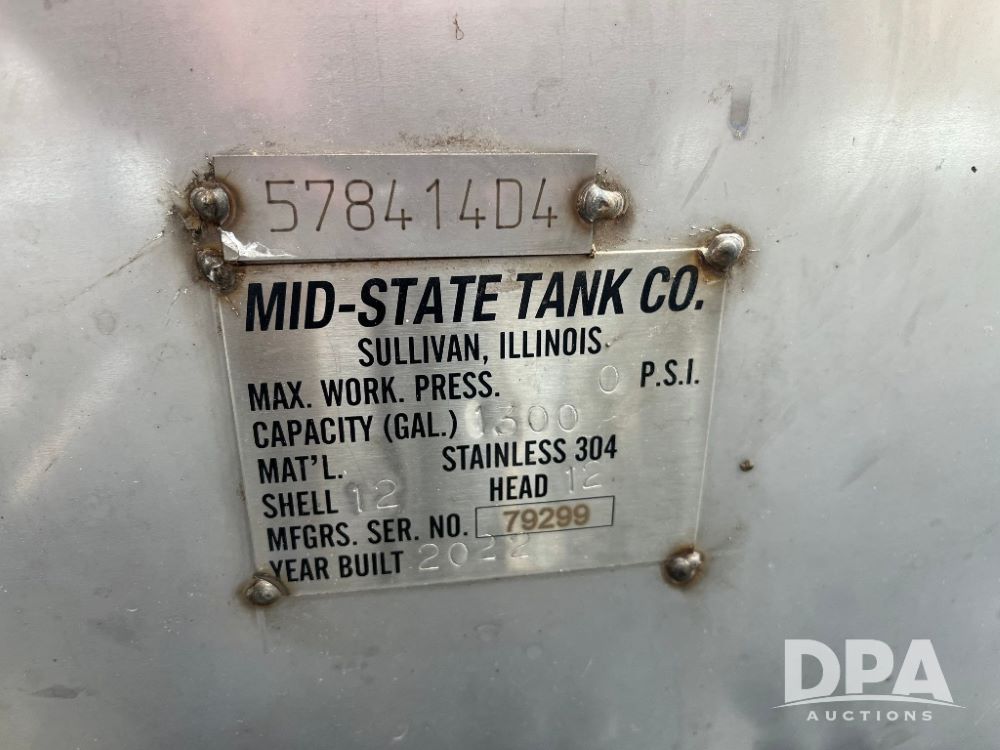 578414D4
MID-STATE TANK CO.
SULLIVAN, ILLINOIS
MAX. WORK. PRESS. 0 P.S.I.
CAPACITY (GAL.) 1300
MAT'L. STAINLESS 304
SHELL 12 HEAD 12
MFGRS. SER. NO. 79299
YEAR BUILT 2022
DPA
AUCTIONS